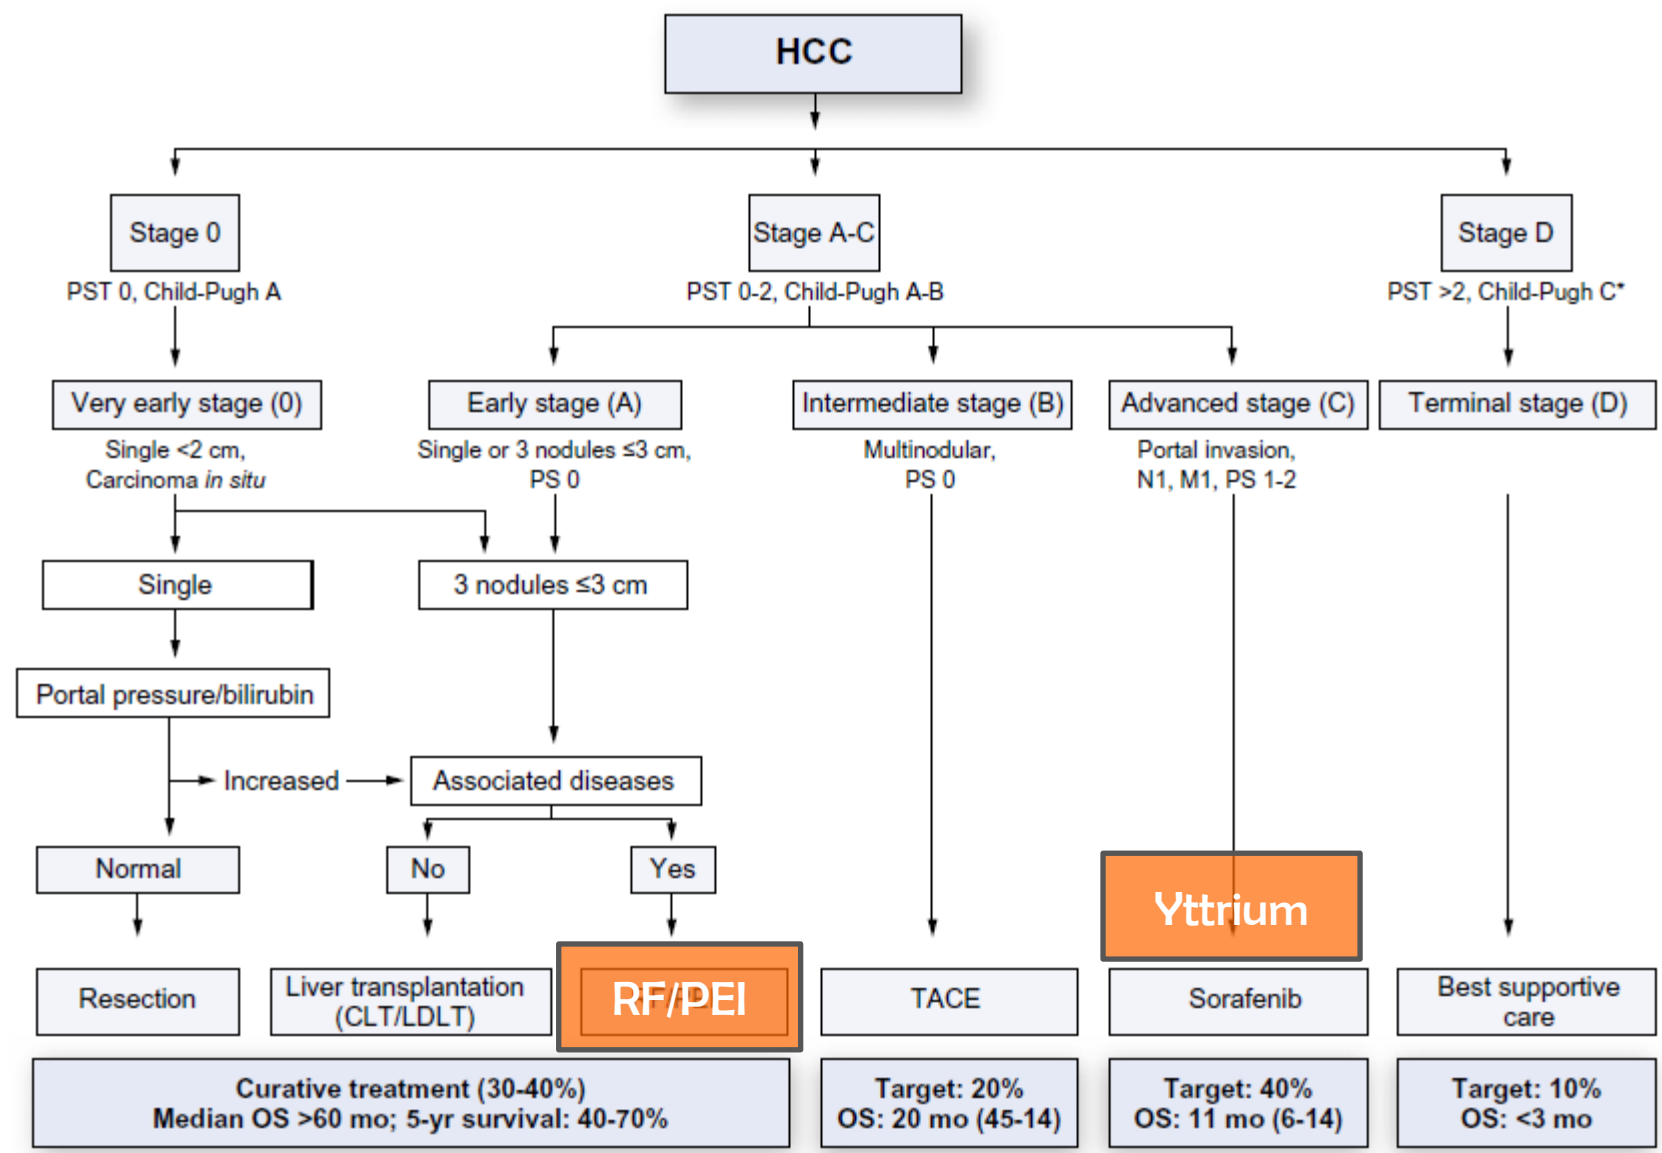 HCC
Stage 0
Stage A-C
Stage D
PST 0, Child-Pugh A
PST 0-2, Child-Pugh A-B
PST >2, Child-Pugh C*
Very early stage (0)
Early stage (A)
Intermediate stage (B)
Advanced stage (C)
Terminal stage (D)
Single <2 cm,
Carcinoma in situ
Single or 3 nodules ≤3 cm,
PS 0
Multinodular,
PS 0
Portal invasion,
N1, M1, PS 1-2
Single
3 nodules ≤3 cm
Portal pressure/bilirubin
Increased
Associated diseases
Normal
No
Yes
Yttrium
Resection
Liver transplantation
(CLT/LDLT)
RF/PEI
TACE
Sorafenib
Best supportive
care
Curative treatment (30-40%)
Median OS >60 mo; 5-yr survival: 40-70%
Target: 20%
OS: 20 mo (45-14)
Target: 40%
OS: 11 mo (6-14)
Target: 10%
OS: <3 mo